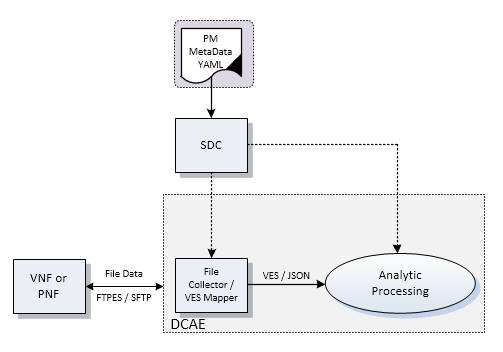 PM
MetaData
YAML
SDC
VNF or
PNF
File Data
FTPES / SFTP
File
Collector /
VES Mapper
VES / JSON
Analytic
Processing
DCAE